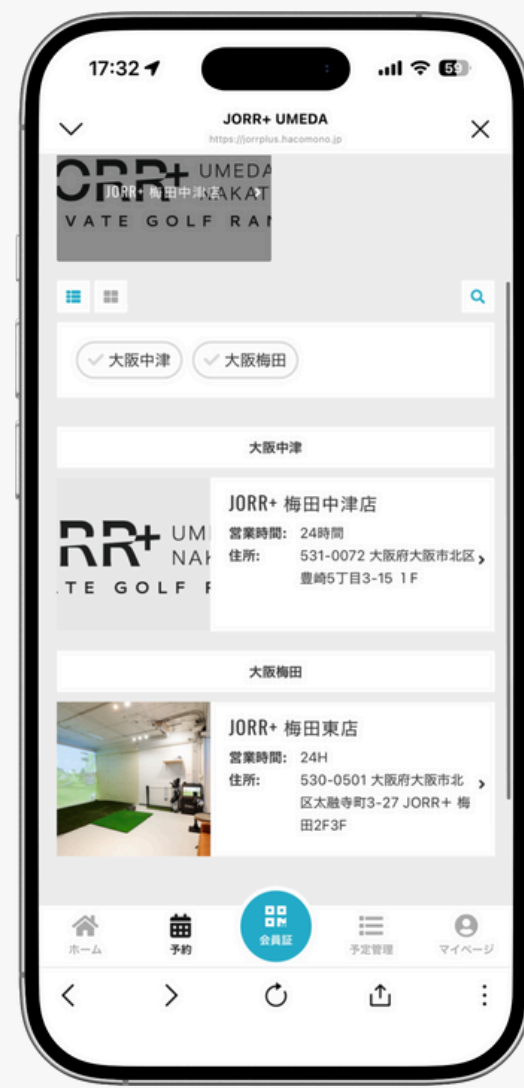 17:32
59
JORR+ UMEDA
https://jorrplus.hacomono.jp
ORR+ UMEDA
NAKAT
JORR+ 梅田中津店
VATE GOLF RAN
大阪中津
大阪梅田
大阪中津
RR+ UMI
NAK
TE GOLF R
JORR+ 梅田中津店
営業時間: 24時間
住所: 531-0072 大阪府大阪市北区
豊崎5丁目3-15 1F
大阪梅田
JORR+ 梅田東店
営業時間: 24H
住所: 530-0501 大阪府大阪市北
区太融寺町3-27 JORR+ 梅
田2F3F
ホーム
予約
会員証
予定管理
マイページ